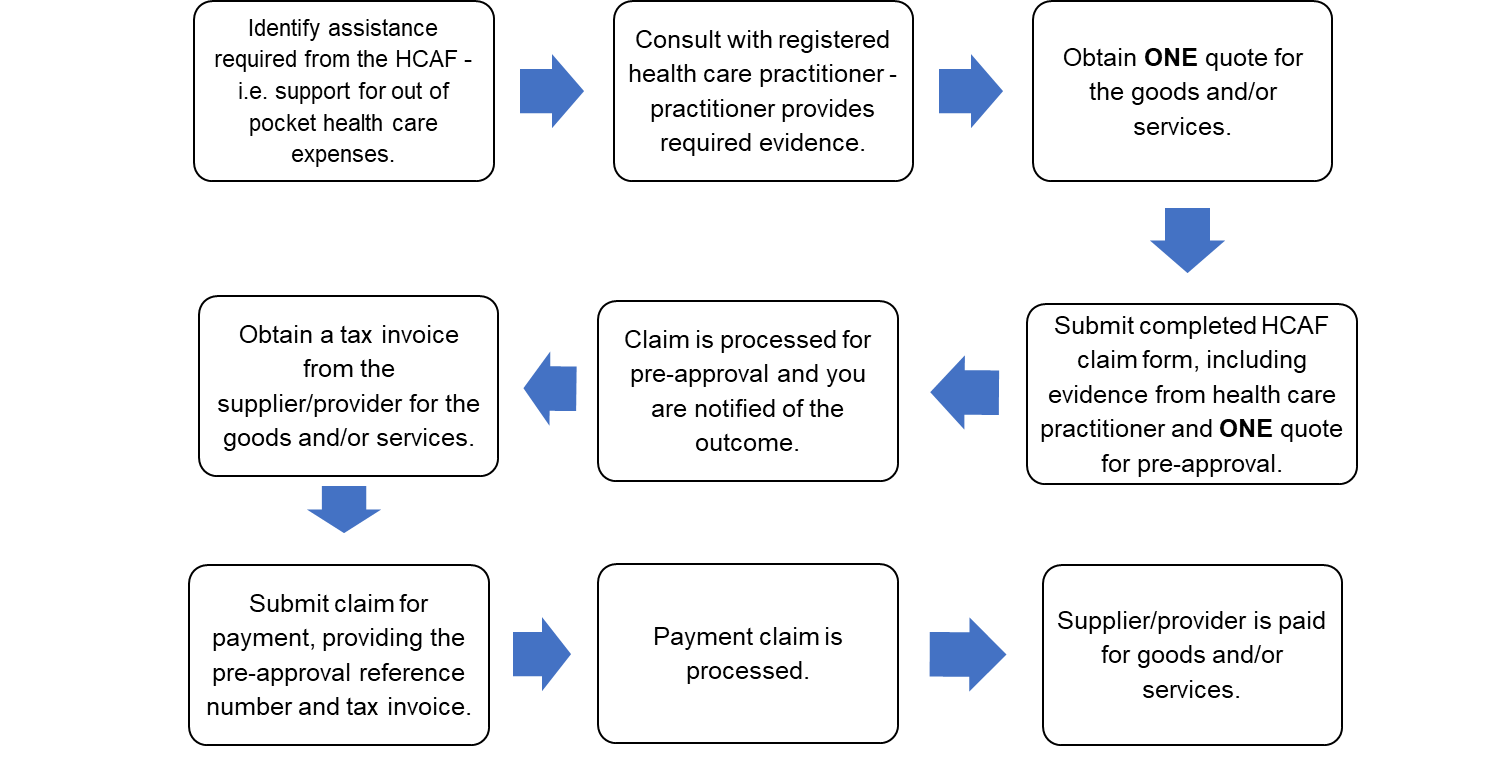 Identify assistance
required from the HCAF -
i.e. support for out of
pocket health care
expenses.
Consult with registered
health care practitioner -
practitioner provides
required evidence.
Obtain ONE quote for
the goods and/or
services.
Submit completed HCAF
claim form, including
evidence from health care
practitioner and ONE quote
for pre-approval.
Claim is processed for
pre-approval and you
are notified of the
outcome.
Obtain a tax invoice
from the
supplier/provider for the
goods and/or services.
Submit claim for
payment, providing the
pre-approval reference
number and tax invoice.
Payment claim is
processed.
Supplier/provider is paid
for goods and/or
services.